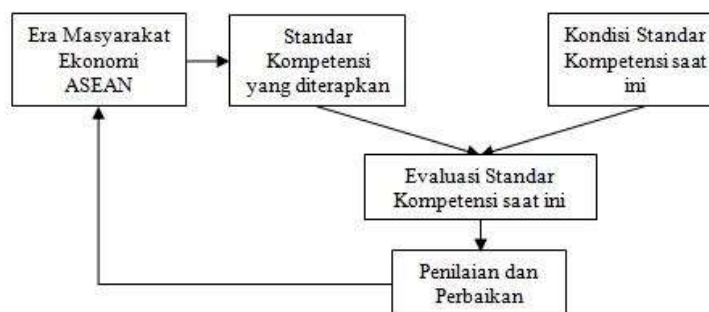 Era Masyarakat
Ekonomi
ASEAN
Standar
Kompetensi
yang diterapkan
Kondisi Standar
Kompetensi saat
ini
Evaluasi Standar
Kompetensi saat ini
Penilaian dan
Perbaikan